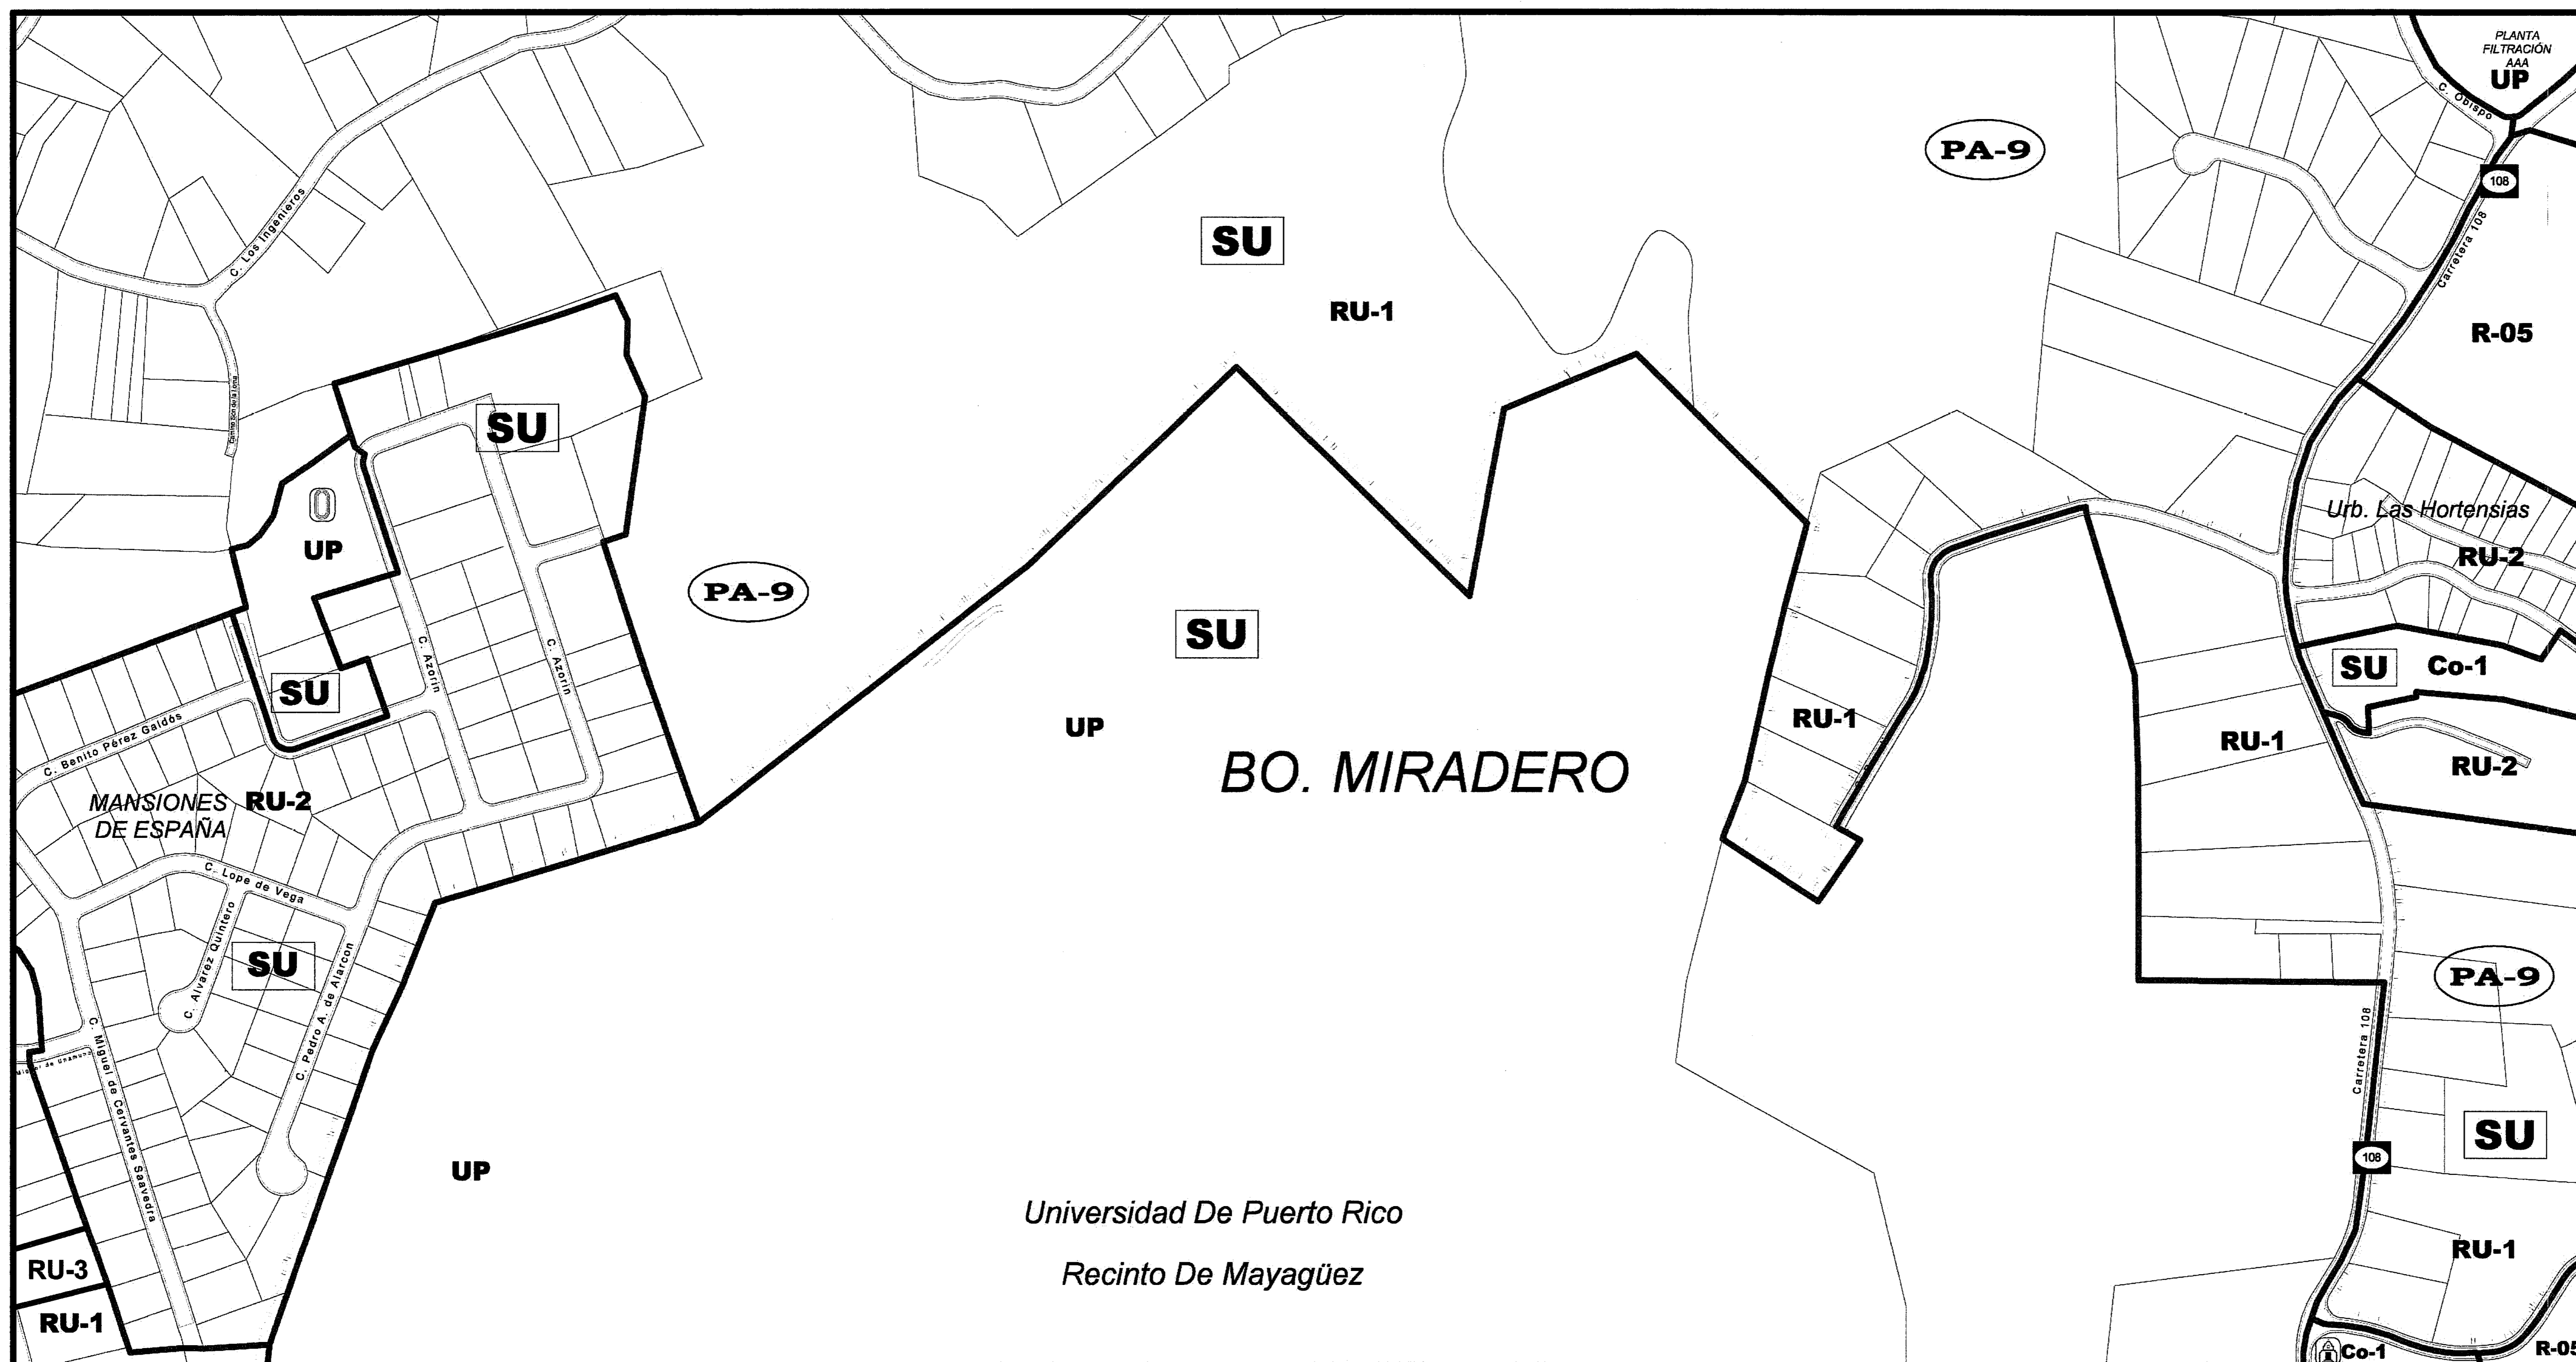 PLANTA
FILTRACIÓN
AAA
UP
C. Obispo
PA-9
108
Carretera 108
C. Los Ingenieros
SU
RU-1
R-05
SU
Urb. Las Hortensias
RU-2
UP
PA-9
SU
C. Azorín
C. Azorín
SU
Co-1
SU
C. Benito Pérez Galdós
UP
RU-1
RU-1
RU-2
BO. MIRADERO
MANSIONES
DE ESPAÑA
RU-2
C. Lope de Vega
C. Alvarez Quintero
SU
C. Pedro A. de Alarcon
PA-9
Carretera 108
C. Miguel de Cervantes Saavedra
SU
108
UP
Universidad De Puerto Rico
Recinto De Mayagüez
RU-1
RU-3
RU-1
Co-1